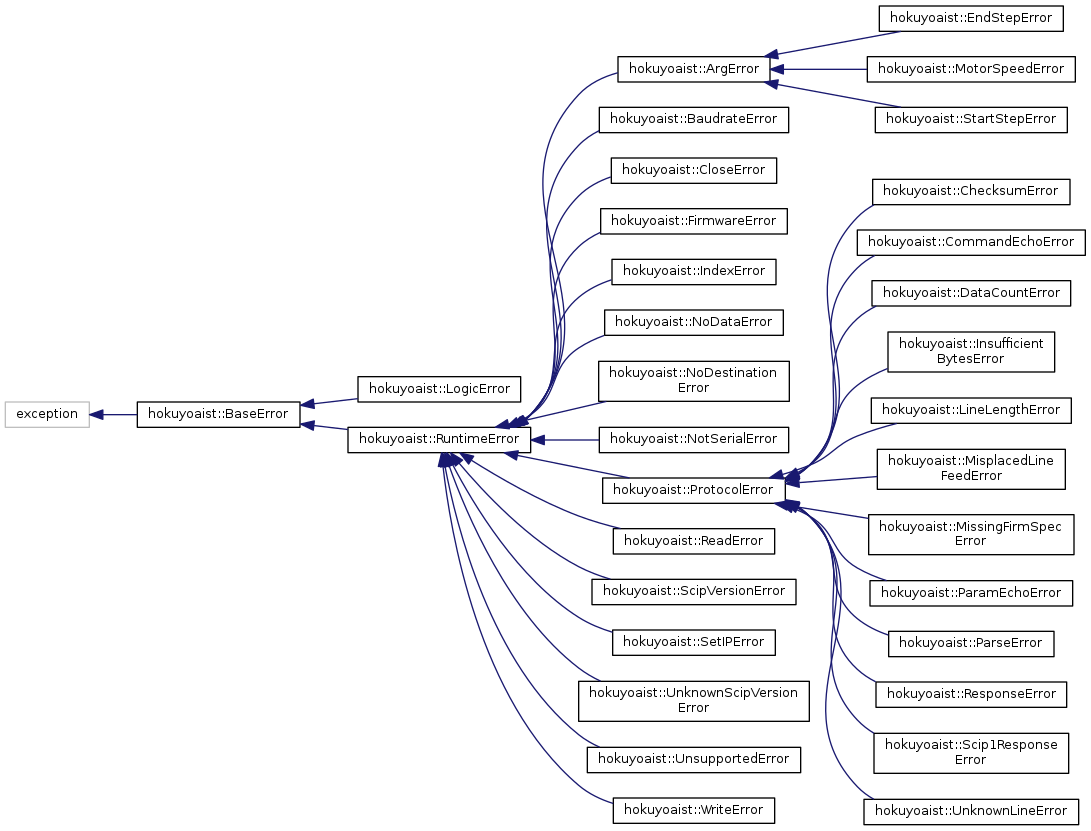 exception
hokuyoaist::BaseError
hokuyoaist::LogicError
hokuyoaist::RuntimeError
hokuyoaist::ArgError
hokuyoaist::BaudrateError
hokuyoaist::CloseError
hokuyoaist::FirmwareError
hokuyoaist::IndexError
hokuyoaist::NoDataError
hokuyoaist::NoDestination
Error
hokuyoaist::NotSerialError
hokuyoaist::ProtocolError
hokuyoaist::ReadError
hokuyoaist::ScipVersionError
hokuyoaist::SetIPError
hokuyoaist::UnknownScipVersion
Error
hokuyoaist::UnsupportedError
hokuyoaist::WriteError
hokuyoaist::EndStepError
hokuyoaist::MotorSpeedError
hokuyoaist::StartStepError
hokuyoaist::ChecksumError
hokuyoaist::CommandEchoError
hokuyoaist::DataCountError
hokuyoaist::Insufficient
BytesError
hokuyoaist::LineLengthError
hokuyoaist::MisplacedLine
FeedError
hokuyoaist::MissingFirmSpec
Error
hokuyoaist::ParamEchoError
hokuyoaist::ParseError
hokuyoaist::ResponseError
hokuyoaist::Scip1Response
Error
hokuyoaist::UnknownLineError